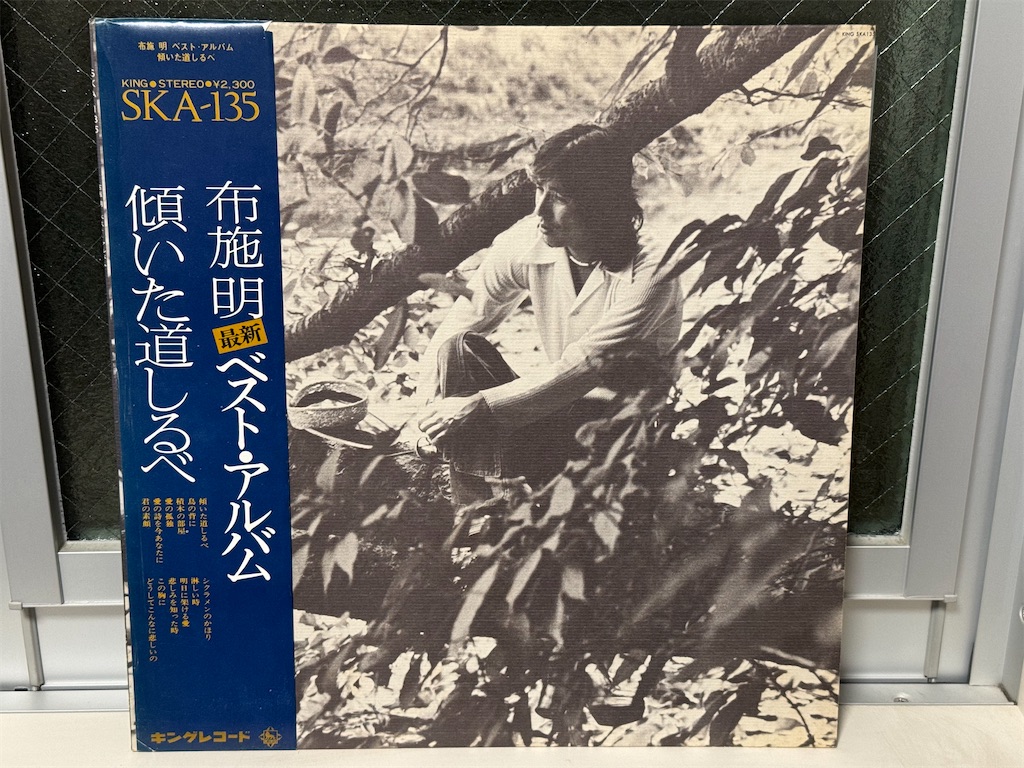 布施 明 ベスト・アルバム
傾いた道しるべ
KING●STEREO●¥2,300
SKA-135
布施明
最新
ベスト・アルバム
傾いた道しるべ
傾いた道しるべ
鳥の背に
積木の部屋
愛の孤独
愛の詩を今あなたに
君の素顔
シクラメンのかほり
淋しい時
明日に架ける愛
悲しみを知った時
この胸に
どうしてこんなに悲しいの
キングレコード
KING SKA135